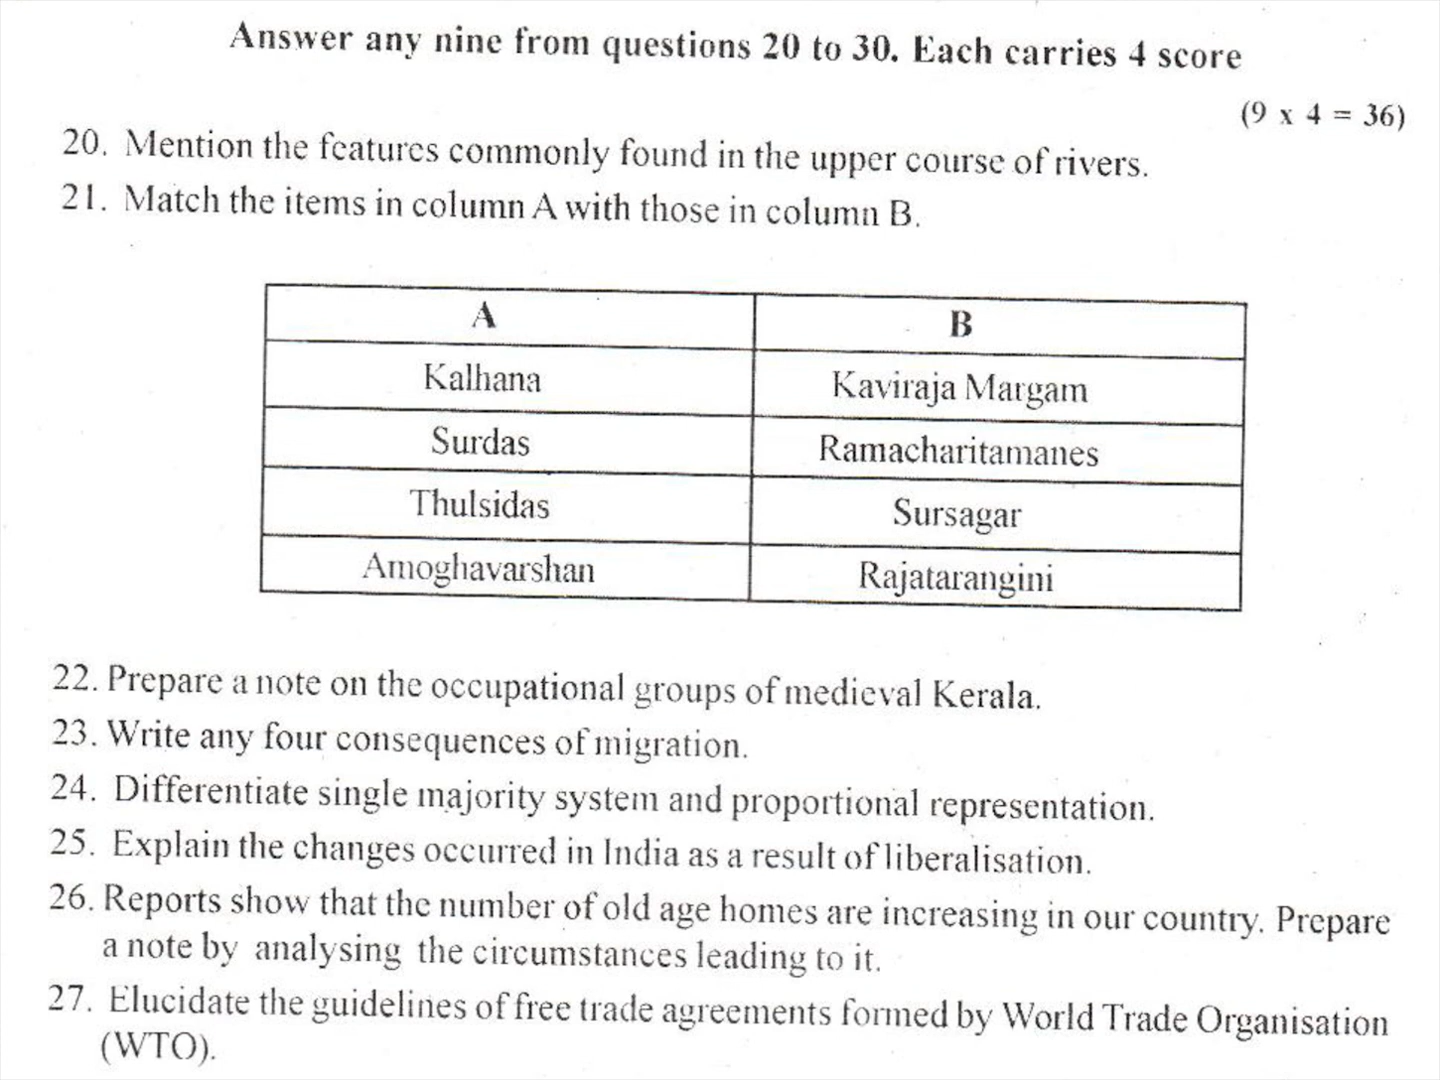 Answer any nine from questions 20 to 30. Each carries 4 score
(9 x 4 = 36)
20. Mention the features commonly found in the upper course of rivers.
21. Match the items in column A with those in column B.
A B
Kalhana Kaviraja Margam
Surdas Ramacharitamanes
Thulsidas Sursagar
Amoghavarshan Rajatarangini
22. Prepare a note on the occupational groups of medieval Kerala.
23. Write any four consequences of migration.
24. Differentiate single majority system and proportional representation.
25. Explain the changes occurred in India as a result of liberalisation.
26. Reports show that the number of old age homes are increasing in our country. Prepare
a note by analysing the circumstances leading to it.
27. Elucidate the guidelines of free trade agreements formed by World Trade Organisation
(WTO).